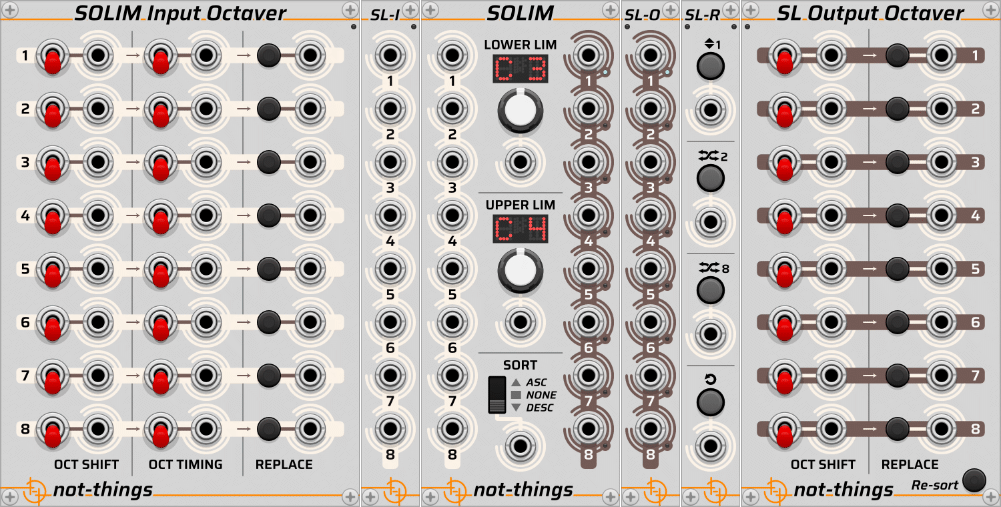 SOLIM Input Octaver
1
2
3
4
5
6
7
8
OCT SHIFT
OCT TIMING
REPLACE
not-things
SL-I
1
2
3
4
5
6
7
8
SOLIM
1
2
3
4
5
6
7
8
LOWER LIM
C 3
UPPER LIM
C 4
SORT
ASC
NONE
DESC
1
2
3
4
5
6
7
8
not-things
SL-O
1
2
3
4
5
6
7
8
SL-R
1
2
8
SL Output Octaver
1
2
3
4
5
6
7
8
OCT SHIFT
REPLACE
not-things
Re-sort